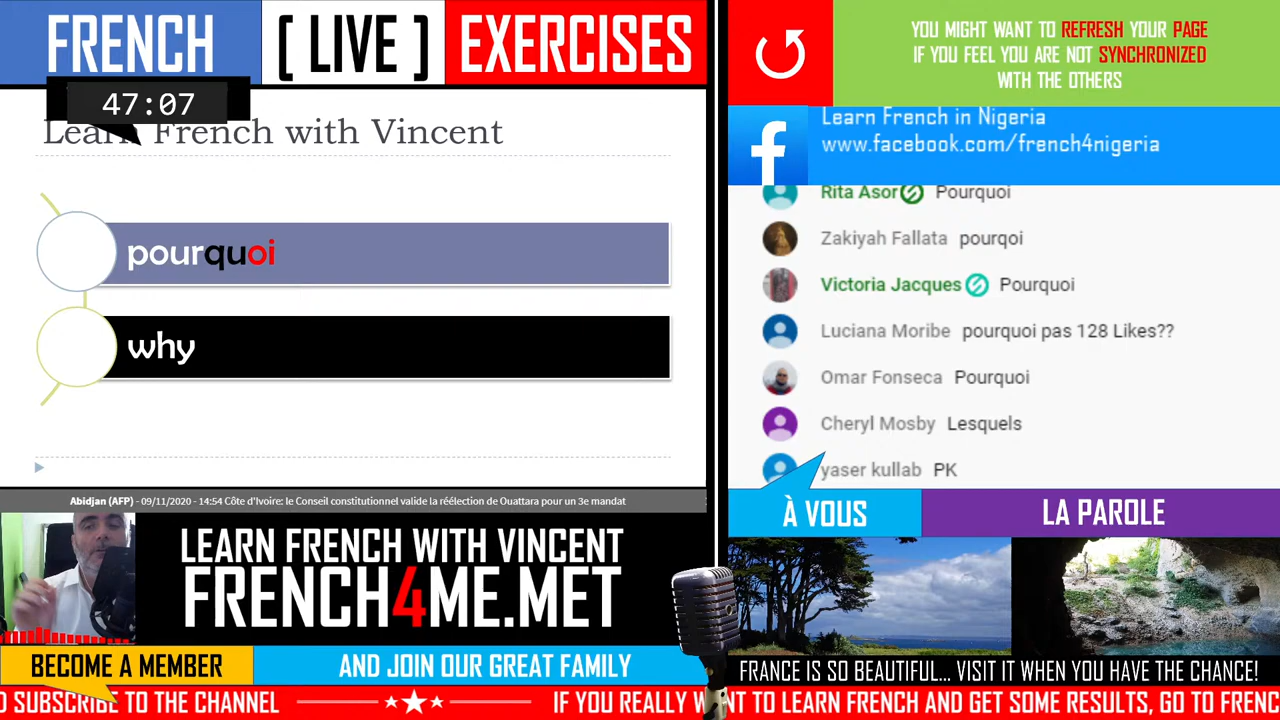 FRENCH
[ LIVE ]
EXERCISES
47:07
Learn French with Vincent
pourquoi
why
Abidjan (AFP) - 09/11/2020 - 14:54 Côte d'Ivoire: le Conseil constitutionnel valide la réélection de Ouattara pour un 3e mandat
LEARN FRENCH WITH VINCENT
FRENCH4ME.MET
BECOME A MEMBER
AND JOIN OUR GREAT FAMILY
YOU MIGHT WANT TO REFRESH YOUR PAGE
IF YOU FEEL YOU ARE NOT SYNCHRONIZED
WITH THE OTHERS
f
Learn French in Nigeria
www.facebook.com/french4nigeria
Rita Asor Pourquoi
Zakiyah Fallata pourqoi
Victoria Jacques Pourquoi
Luciana Moribe pourquoi pas 128 Likes??
Omar Fonseca Pourquoi
Cheryl Mosby Lesquels
yaser kullab PK
À VOUS
LA PAROLE
FRANCE IS SO BEAUTIFUL... VISIT IT WHEN YOU HAVE THE CHANCE!
SUBSCRIBE TO THE CHANNEL
IF YOU REALLY TO LEARN FRENCH AND GET SOME RESULTS, GO TO FRENC